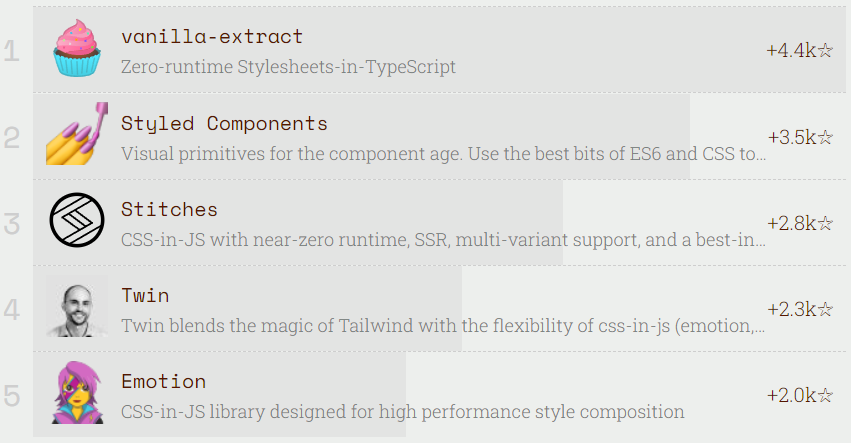 1
vanilla-extract
Zero-runtime Stylesheets-in-TypeScript
+4.4k☆
2
Styled Components
Visual primitives for the component age. Use the best bits of ES6 and CSS to…
+3.5k☆
3
Stitches
CSS-in-JS with near-zero runtime, SSR, multi-variant support, and a best-in…
+2.8k☆
4
Twin
Twin blends the magic of Tailwind with the flexibility of css-in-js (emotion,…
+2.3k☆
5
Emotion
CSS-in-JS library designed for high performance style composition
+2.0k☆